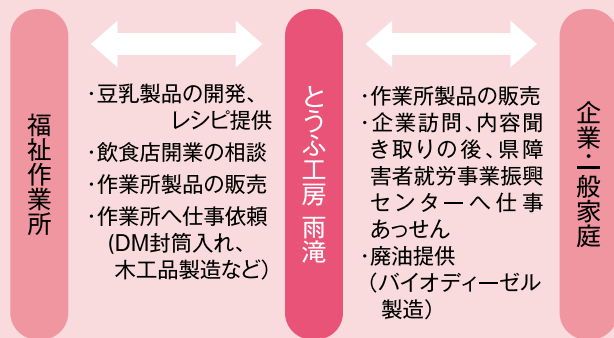 福祉作業所
・豆乳製品の開発、
レシピ提供
・飲食店開業の相談
・作業所製品の販売
・作業所へ仕事依頼
(DM封筒入れ、
木工品製造など）
とうふ工房 雨滝
・作業所製品の販売
・企業訪問、内容聞
き取りの後、県障
害者就労事業振興
センターへ仕事
あっせん
・廃油提供
（バイオディーゼル
製造）
企業・一般家庭